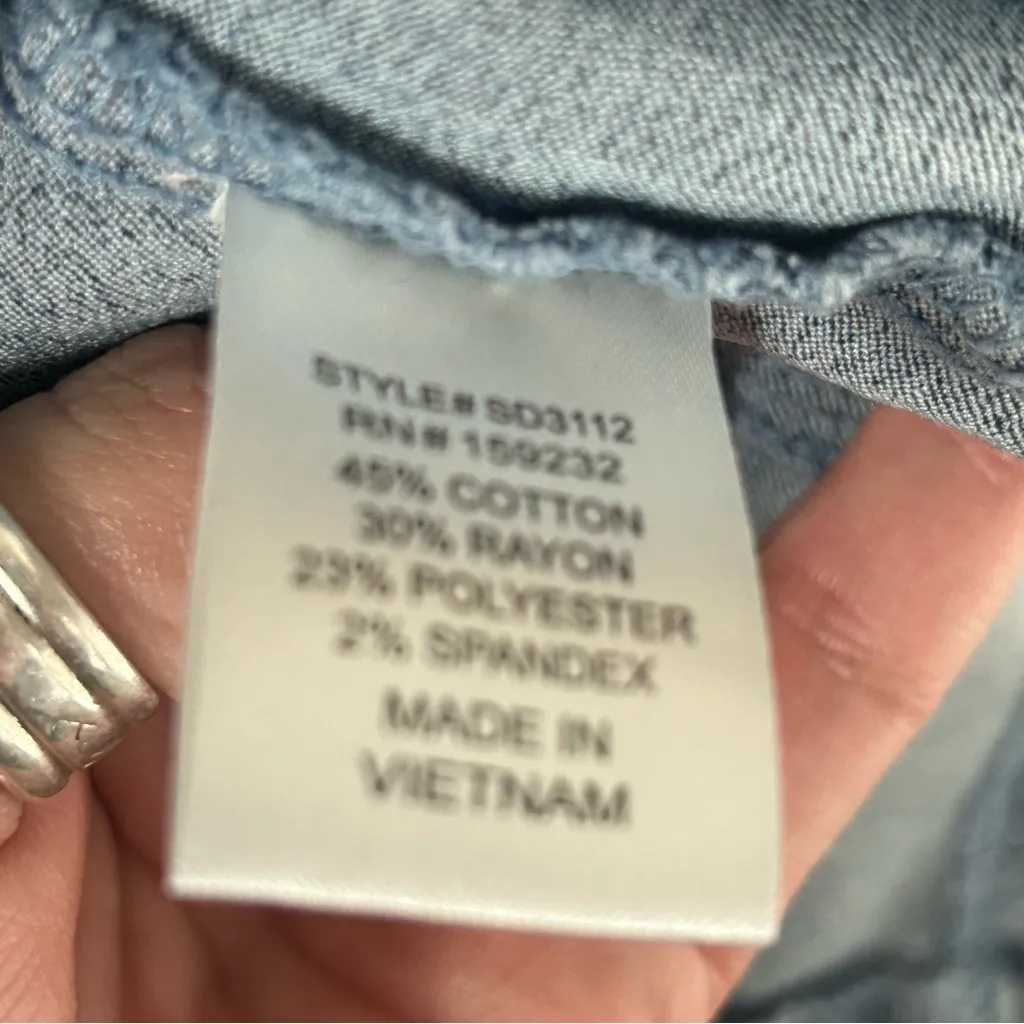 STYLE# SD3112
RN# 159232
45% COTTON
30% RAYON
23% POLYESTER
2% SPANDEX
MADE IN
VIETNAM